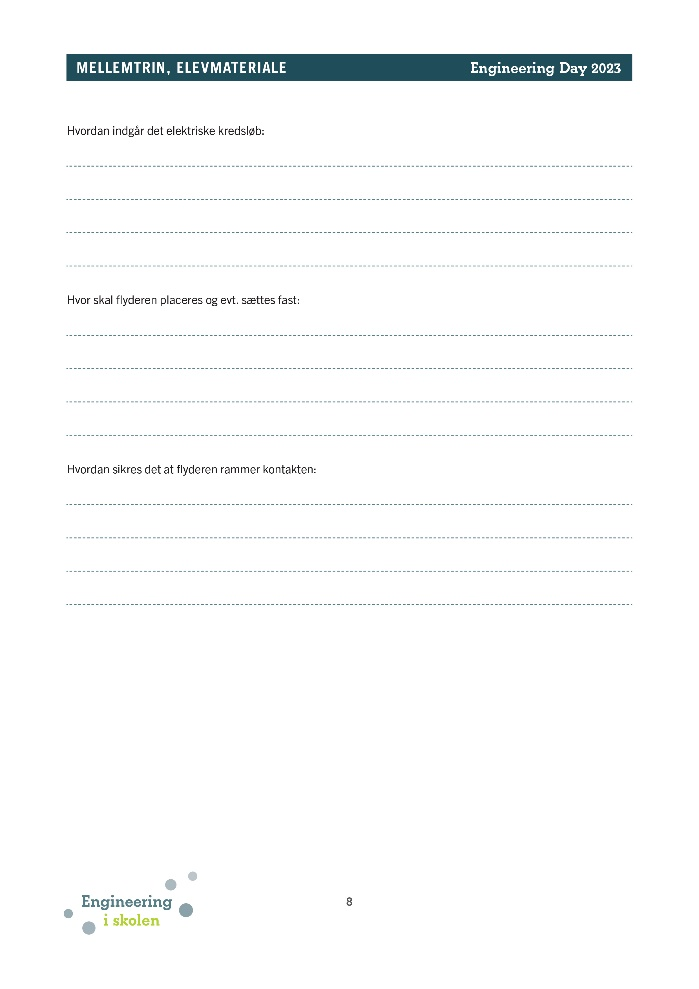 MELLEMTRIN, ELEVMATERIALE Engineering Day 2023
Hvordan indgår det elektriske kredsløb:
Hvor skal flyderen placeres og evt. sættes fast:
Hvordan sikres det at flyderen rammer kontakten:
Engineering
i skolen
8